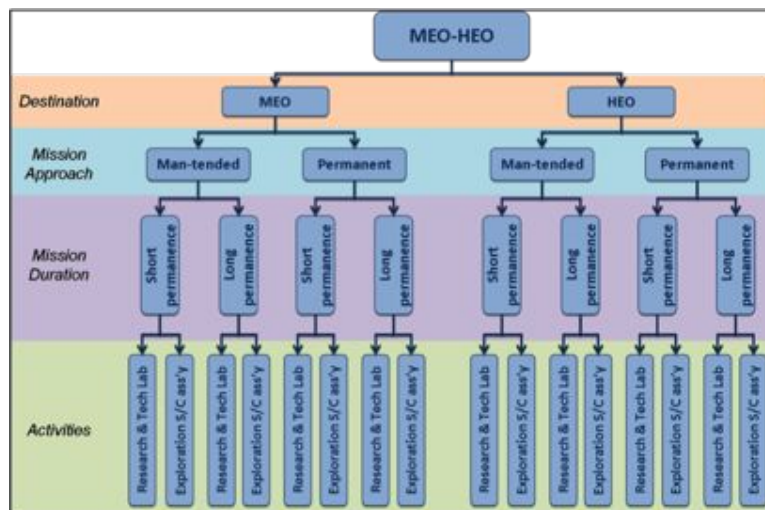 MEO-HEO
Destination
MEO
HEO
Mission
Approach
Man-tended
Permanent
Man-tended
Permanent
Mission
Duration
Short
permanence
Long
permanence
Short
permanence
Long
permanence
Short
permanence
Long
permanence
Short
permanence
Long
permanence
Activities
Research & Tech Lab
Exploration S/C ass'y
Research & Tech Lab
Exploration S/C ass'y
Research & Tech Lab
Exploration S/C ass'y
Research & Tech Lab
Exploration S/C ass'y
Research & Tech Lab
Exploration S/C ass'y
Research & Tech Lab
Exploration S/C ass'y
Research & Tech Lab
Exploration S/C ass'y
Research & Tech Lab
Exploration S/C ass'y